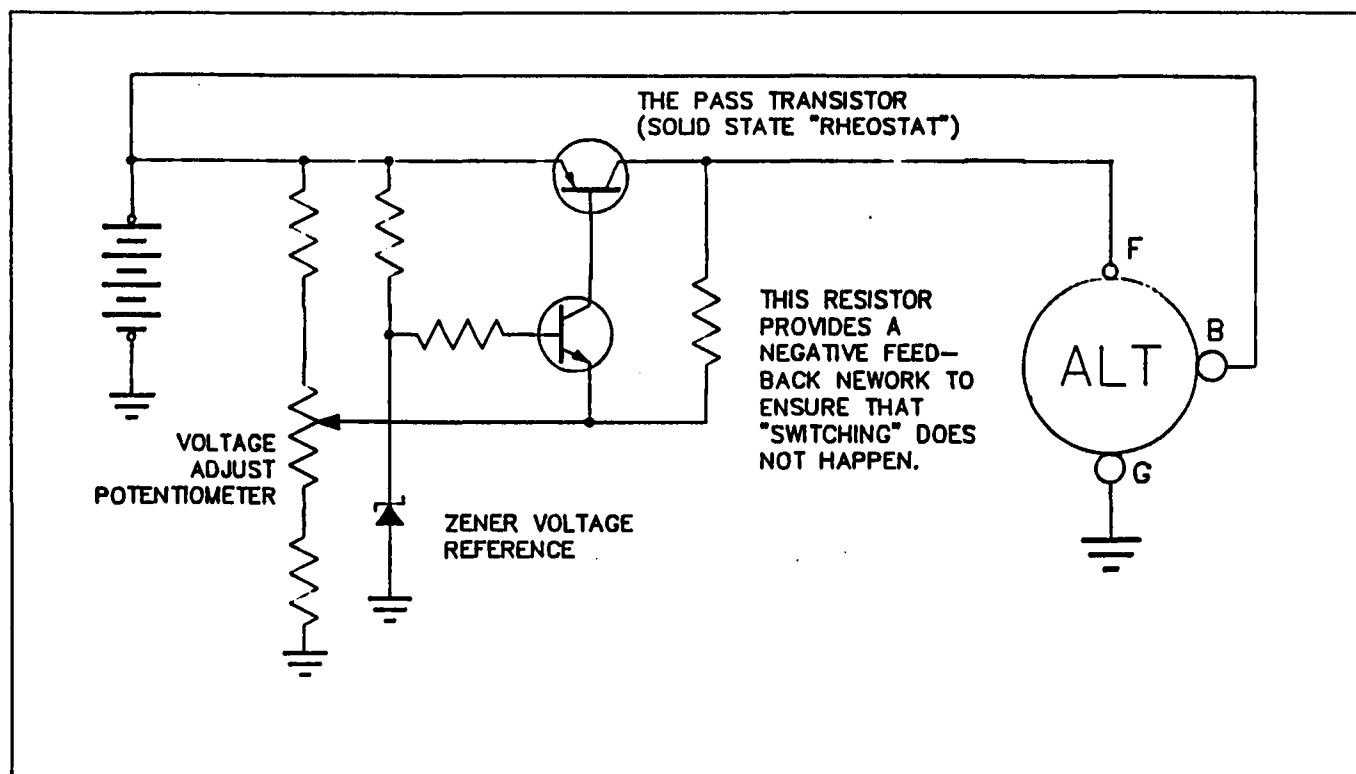 THE PASS TRANSISTOR
(SOLID STATE "RHEOSTAT")
F
THIS RESISTOR
PROVIDES A
NEGATIVE FEED-
BACK NEWORK TO
ENSURE THAT
"SWITCHING" DOES
NOT HAPPEN.
B
ALT
VOLTAGE
ADJUST
POTENTIOMETER
G
ZENER VOLTAGE
REFERENCE